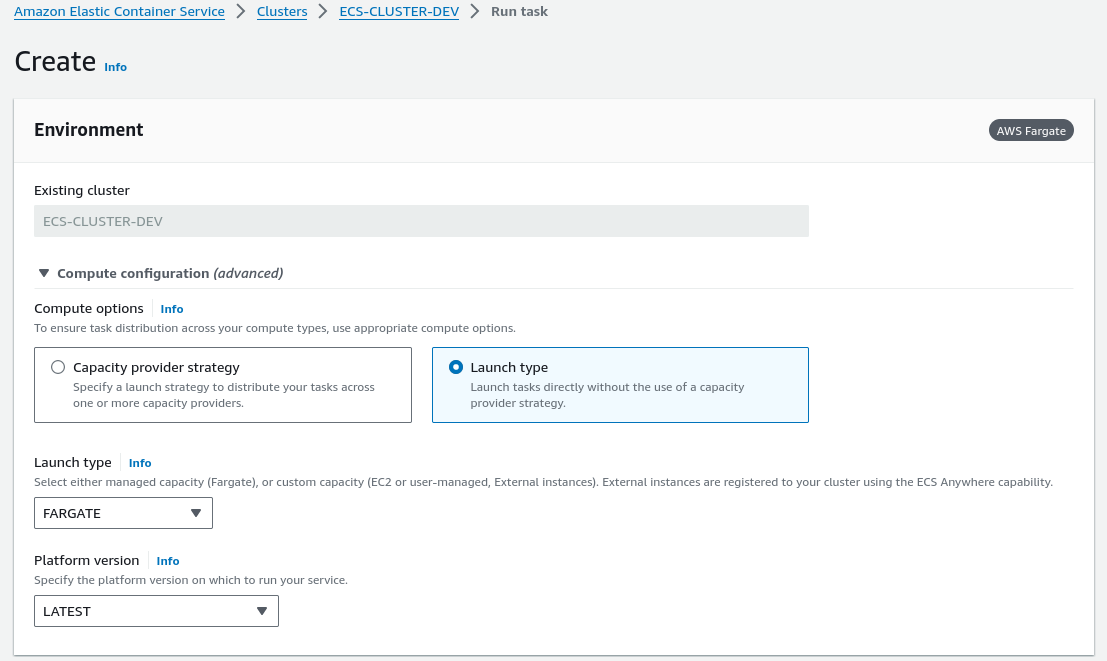 Amazon Elastic Container Service > Clusters > ECS-CLUSTER-DEV > Run task
Create Info
Environment AWS Fargate
Existing cluster
ECS-CLUSTER-DEV
Compute configuration (advanced)
Compute options Info
To ensure task distribution across your compute types, use appropriate compute options.
Capacity provider strategy
Specify a launch strategy to distribute your tasks across
one or more capacity providers.
Launch type
Launch tasks directly without the use of a capacity
provider strategy.
Launch type Info
Select either managed capacity (Fargate), or custom capacity (EC2 or user-managed, External instances). External instances are registered to your cluster using the ECS Anywhere capability.
FARGATE
Platform version Info
Specify the platform version on which to run your service.
LATEST